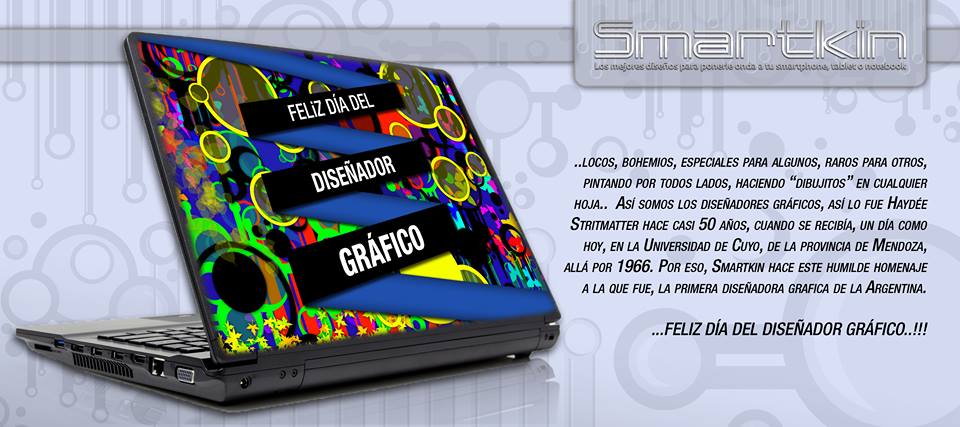 Smartkin
Los mejores diseños para ponerle onda a tu smartphone, tablet o notebook
FELiZ DÍA DEL
DISEÑADOR
GRÁFICO
..LOCOS, BOHEMIOS, ESPECIALES PARA ALGUNOS, RAROS PARA OTROS,
PINTANDO POR TODOS LADOS, HACIENDO “DIBUJITOS” EN CUALQUIER
HOJA.. ASÍ SOMOS LOS DISEÑADORES GRÁFICOS, ASÍ LO FUE HAYDÉE
STRITMATTER HACE CASI 50 AÑOS, CUANDO SE RECIBÍA, UN DÍA COMO
HOY, EN LA UNIVERSIDAD DE CUYO, DE LA PROVINCIA DE MENDOZA,
ALLÁ POR 1966. POR ESO, SMARTKIN HACE ESTE HUMILDE HOMENAJE
A LA QUE FUE, LA PRIMERA DISEÑADORA GRAFICA DE LA ARGENTINA.
...FELIZ DÍA DEL DISEÑADOR GRÁFICO..!!!